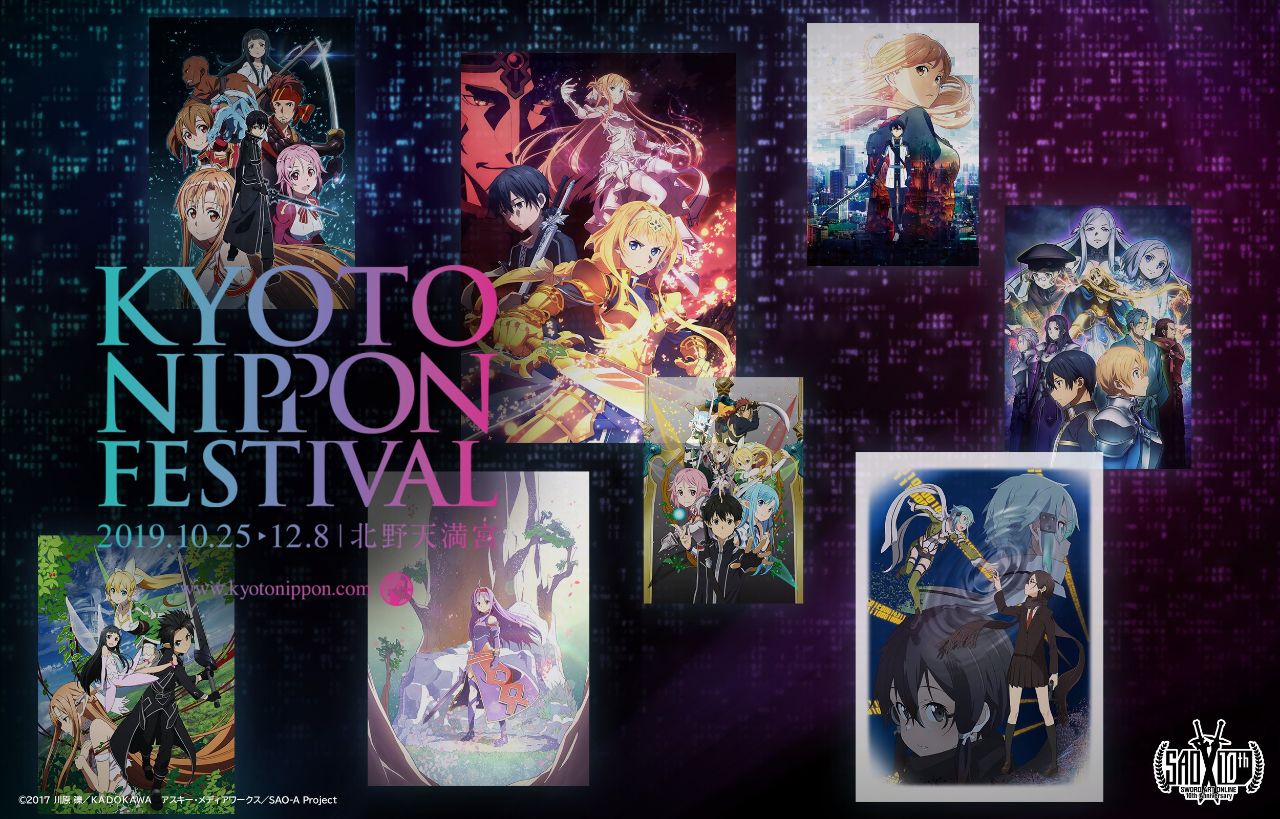 KYOTO
NIPPON
FESTIVAL
2019.10.25▸12.8|北野天満宮
www.kyotonippon.com
©2017 川原 礫／KADOKAWA アスキー・メディアワークス／SAO-A Project
SAO X 10th
SWORD ART ONLINE
10th Anniversary